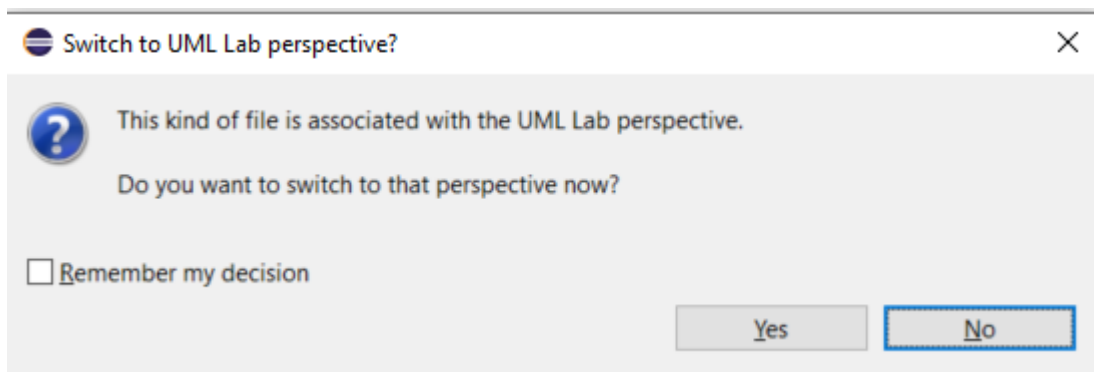 Switch to UML Lab perspective?
This kind of file is associated with the UML Lab perspective.
Do you want to switch to that perspective now?
Remember my decision
Yes
No